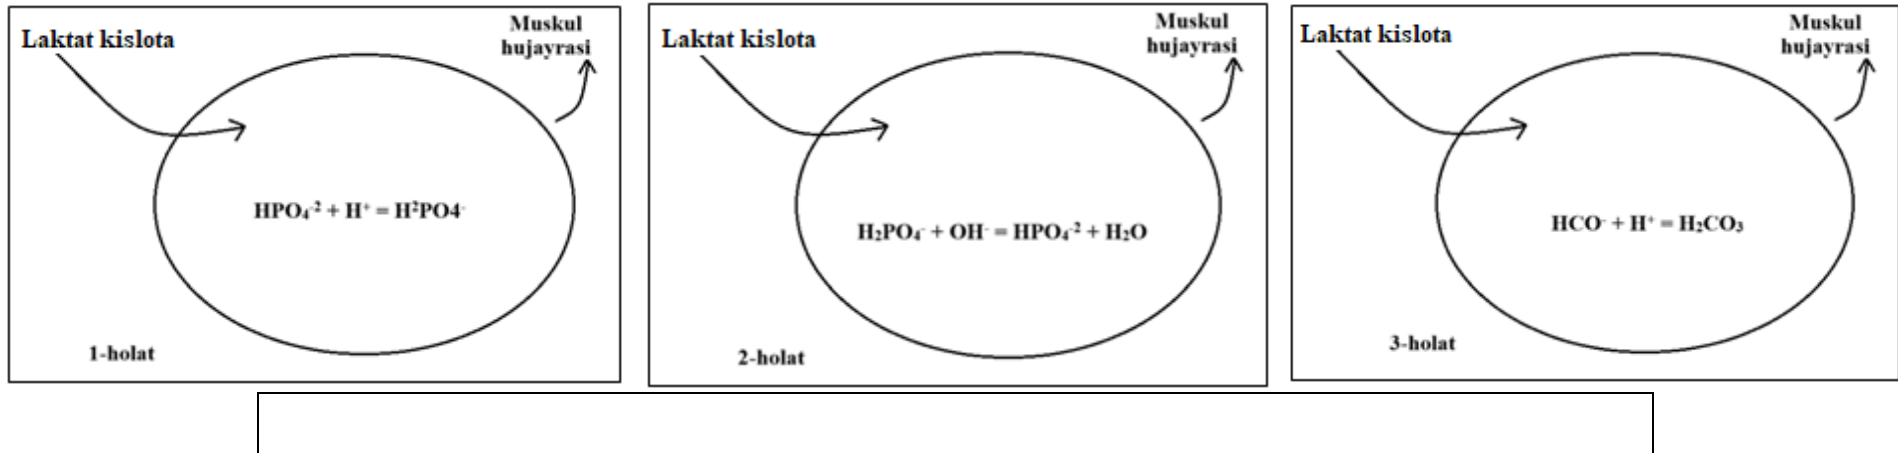 Laktat kislota
Muskul
hujayrasi
HPO₄⁻² + H⁺ = H²PO4⁻
1-holat
Laktat kislota
Muskul
hujayrasi
H₂PO₄⁻ + OH⁻ = HPO₄⁻² + H₂O
2-holat
Laktat kislota
Muskul
hujayrasi
HCO⁻ + H⁺ = H₂CO₃
3-holat